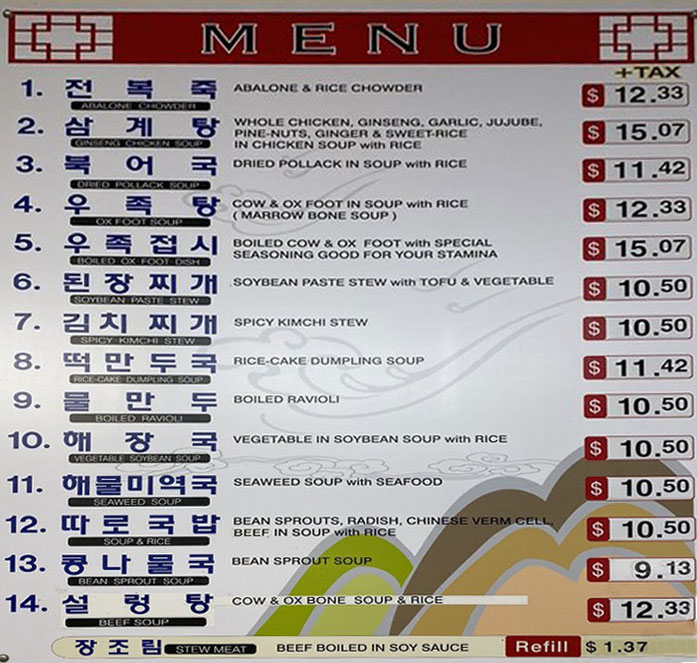 MENU
+TAX
1. 전복죽 ABALONE & RICE CHOWDER $ 12.33
ABALONE CHOWDER
2. 삼계탕 WHOLE CHICKEN, GINSENG, GARLIC, JUJUBE, $ 15.07
PINE-NUTS, GINGER & SWEET-RICE
GINSENG CHICKEN SOUP IN CHICKEN SOUP with RICE
3. 북어국 DRIED POLLACK IN SOUP with RICE $ 11.42
DRIED POLLACK SOUP
4. 우족탕 COW & OX FOOT IN SOUP with RICE $ 12.33
OX FOOT SOUP ( MARROW BONE SOUP )
5. 우족접시 BOILED COW & OX FOOT with SPECIAL $ 15.07
BOILED OX FOOT DISH SEASONING GOOD FOR YOUR STAMINA
6. 된장찌개 SOYBEAN PASTE STEW with TOFU & VEGETABLE $ 10.50
SOYBEAN PASTE STEW
7. 김치찌개 SPICY KIMCHI STEW $ 10.50
SPICY KIMCHI STEW
8. 떡만두국 RICE-CAKE DUMPLING SOUP $ 11.42
RICE-CAKE DUMPLING SOUP
9. 물만두 BOILED RAVIOLI $ 10.50
BOILED RAVIOLI
10. 해장국 VEGETABLE IN SOYBEAN SOUP with RICE $ 10.50
VEGETABLE SOYBEAN SOUP
11. 해물미역국 SEAWEED SOUP with SEAFOOD $ 10.50
SEAWEED SOUP
12. 따로국밥 BEAN SPROUTS, RADISH, CHINESE VERM CELL, $ 10.50
SOUP & RICE BEEF IN SOUP with RICE
13. 콩나물국 BEAN SPROUT SOUP $ 9.13
BEAN SPROUT SOUP
14. 설렁탕 COW & OX BONE SOUP & RICE $ 12.33
BEEF SOUP
장조림 STEW MEAT BEEF BOILED IN SOY SAUCE Refill $ 1.37